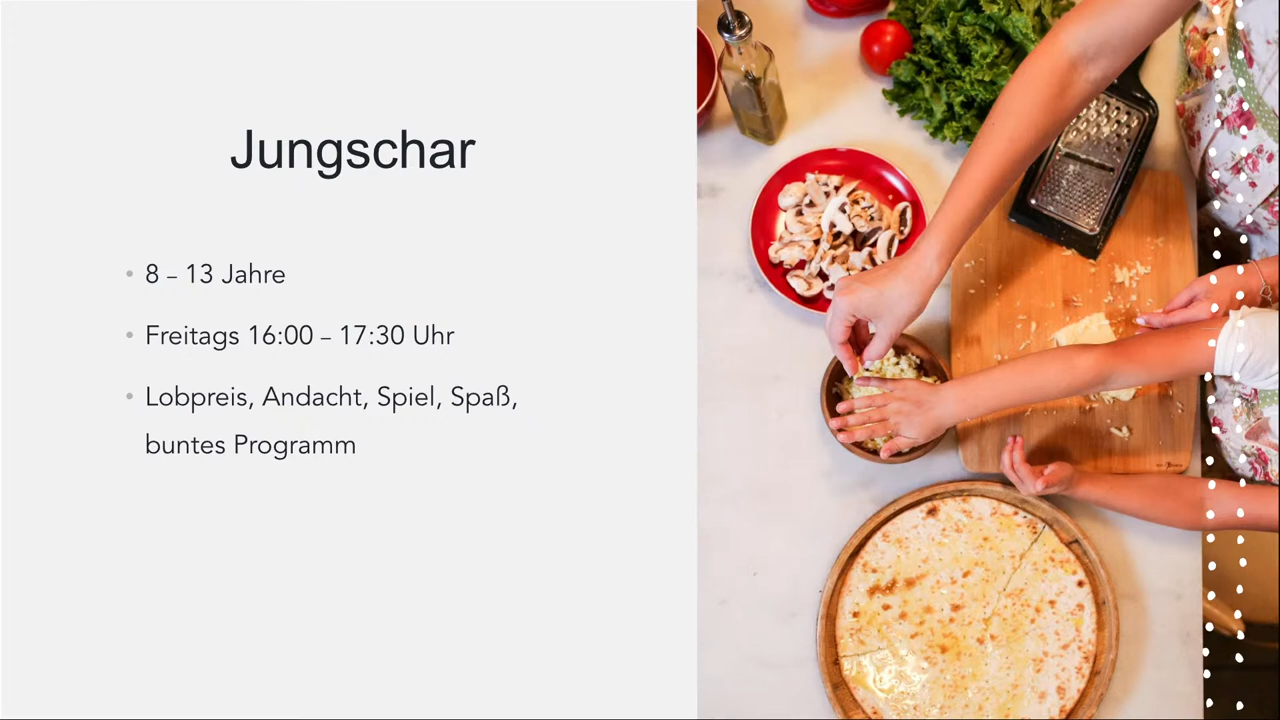 Jungschar
• 8 – 13 Jahre
• Freitags 16:00 – 17:30 Uhr
• Lobpreis, Andacht, Spiel, Spaß,
buntes Programm